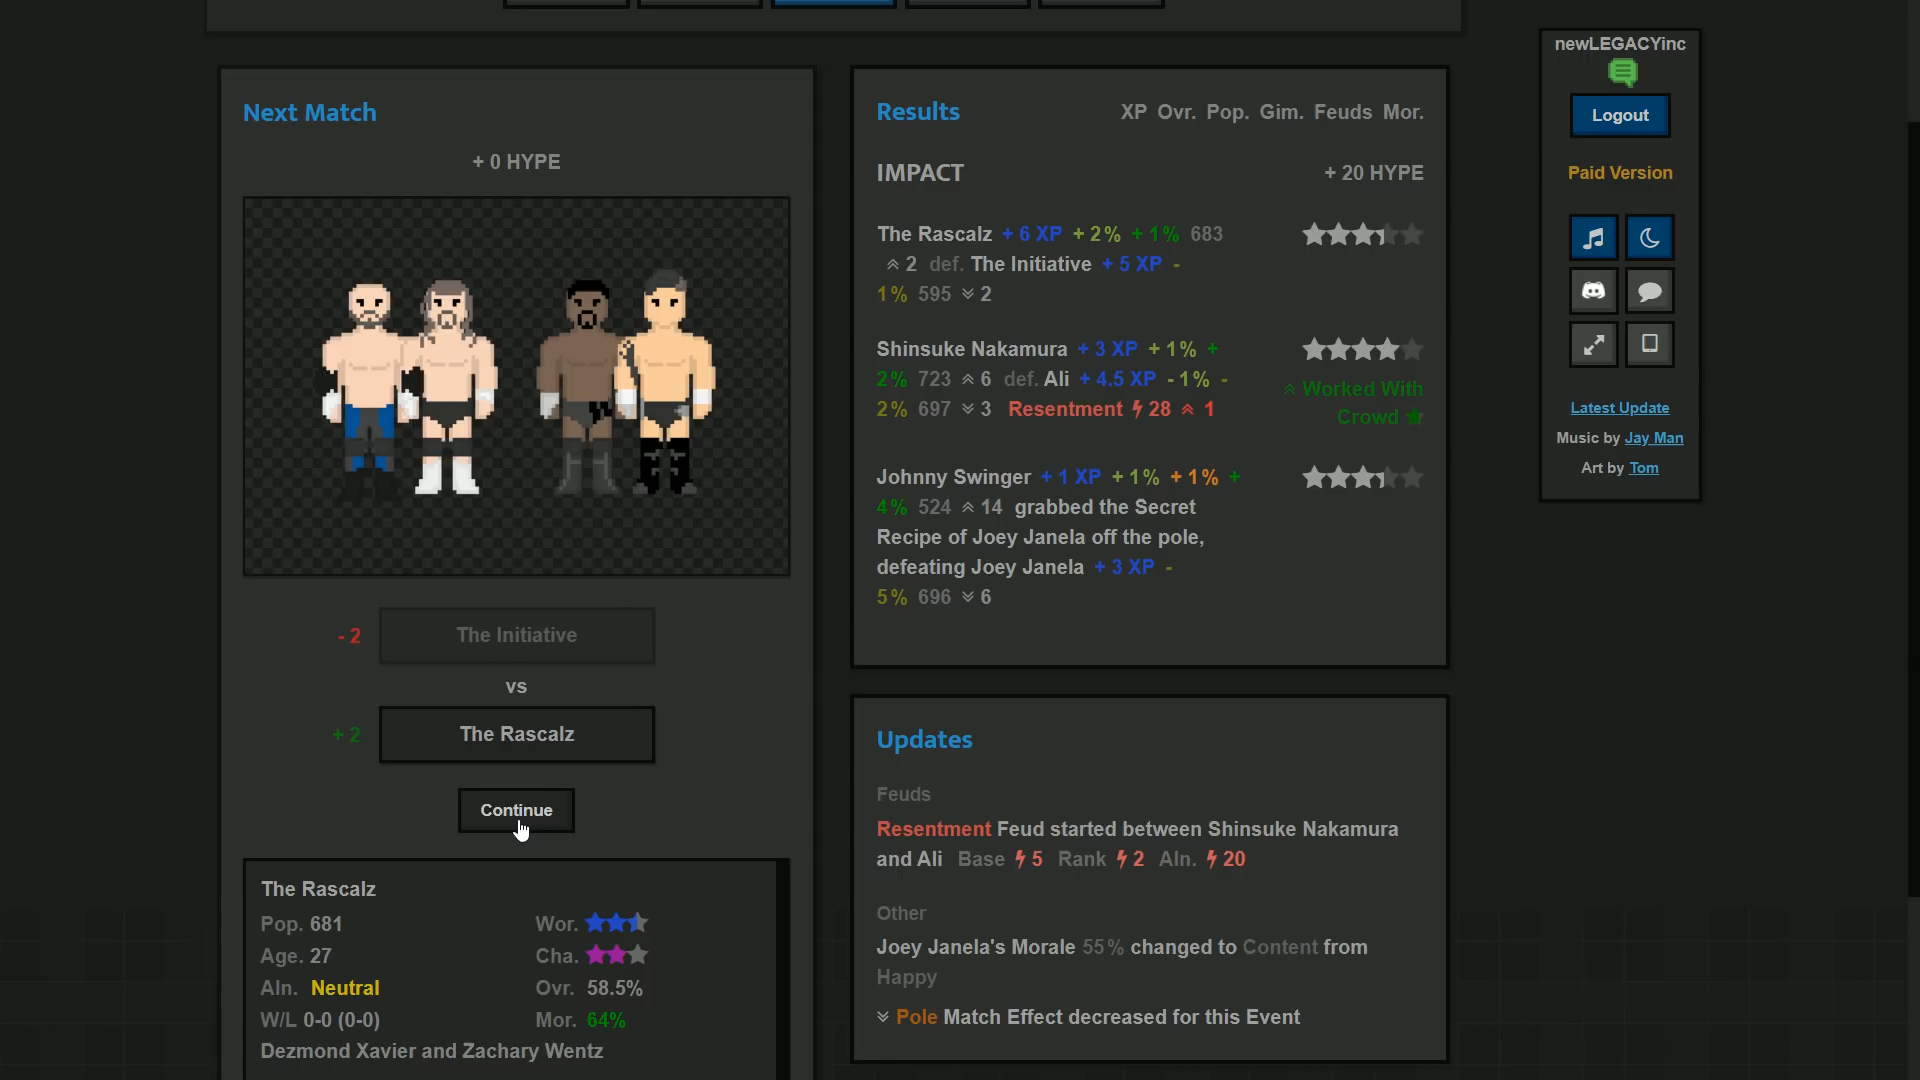 Next Match
+ 0 HYPE
- 2 The Initiative
vs
+ 2 The Rascalz
Continue
The Rascalz
Pop. 681 Wor.
Age. 27 Cha.
Aln. Neutral Ovr. 58.5%
W/L 0-0 (0-0) Mor. 64%
Dezmond Xavier and Zachary Wentz
Results XP Ovr. Pop. Gim. Feuds Mor.
IMPACT + 20 HYPE
The Rascalz + 6 XP + 2% + 1% 683
2 def. The Initiative + 5 XP -
1% 595 2
Shinsuke Nakamura + 3 XP + 1% +
2% 723 6 def. Ali + 4.5 XP - 1% -
2% 697 3 Resentment 28 1
Worked With
Crowd
Johnny Swinger + 1 XP + 1% + 1% +
4% 524 14 grabbed the Secret
Recipe of Joey Janela off the pole,
defeating Joey Janela + 3 XP -
5% 696 6
Updates
Feuds
Resentment Feud started between Shinsuke Nakamura
and Ali Base 5 Rank 2 Aln. 20
Other
Joey Janela's Morale 55% changed to Content from
Happy
Pole Match Effect decreased for this Event
newLEGACYinc
Logout
Paid Version
Latest Update
Music by Jay Man
Art by Tom